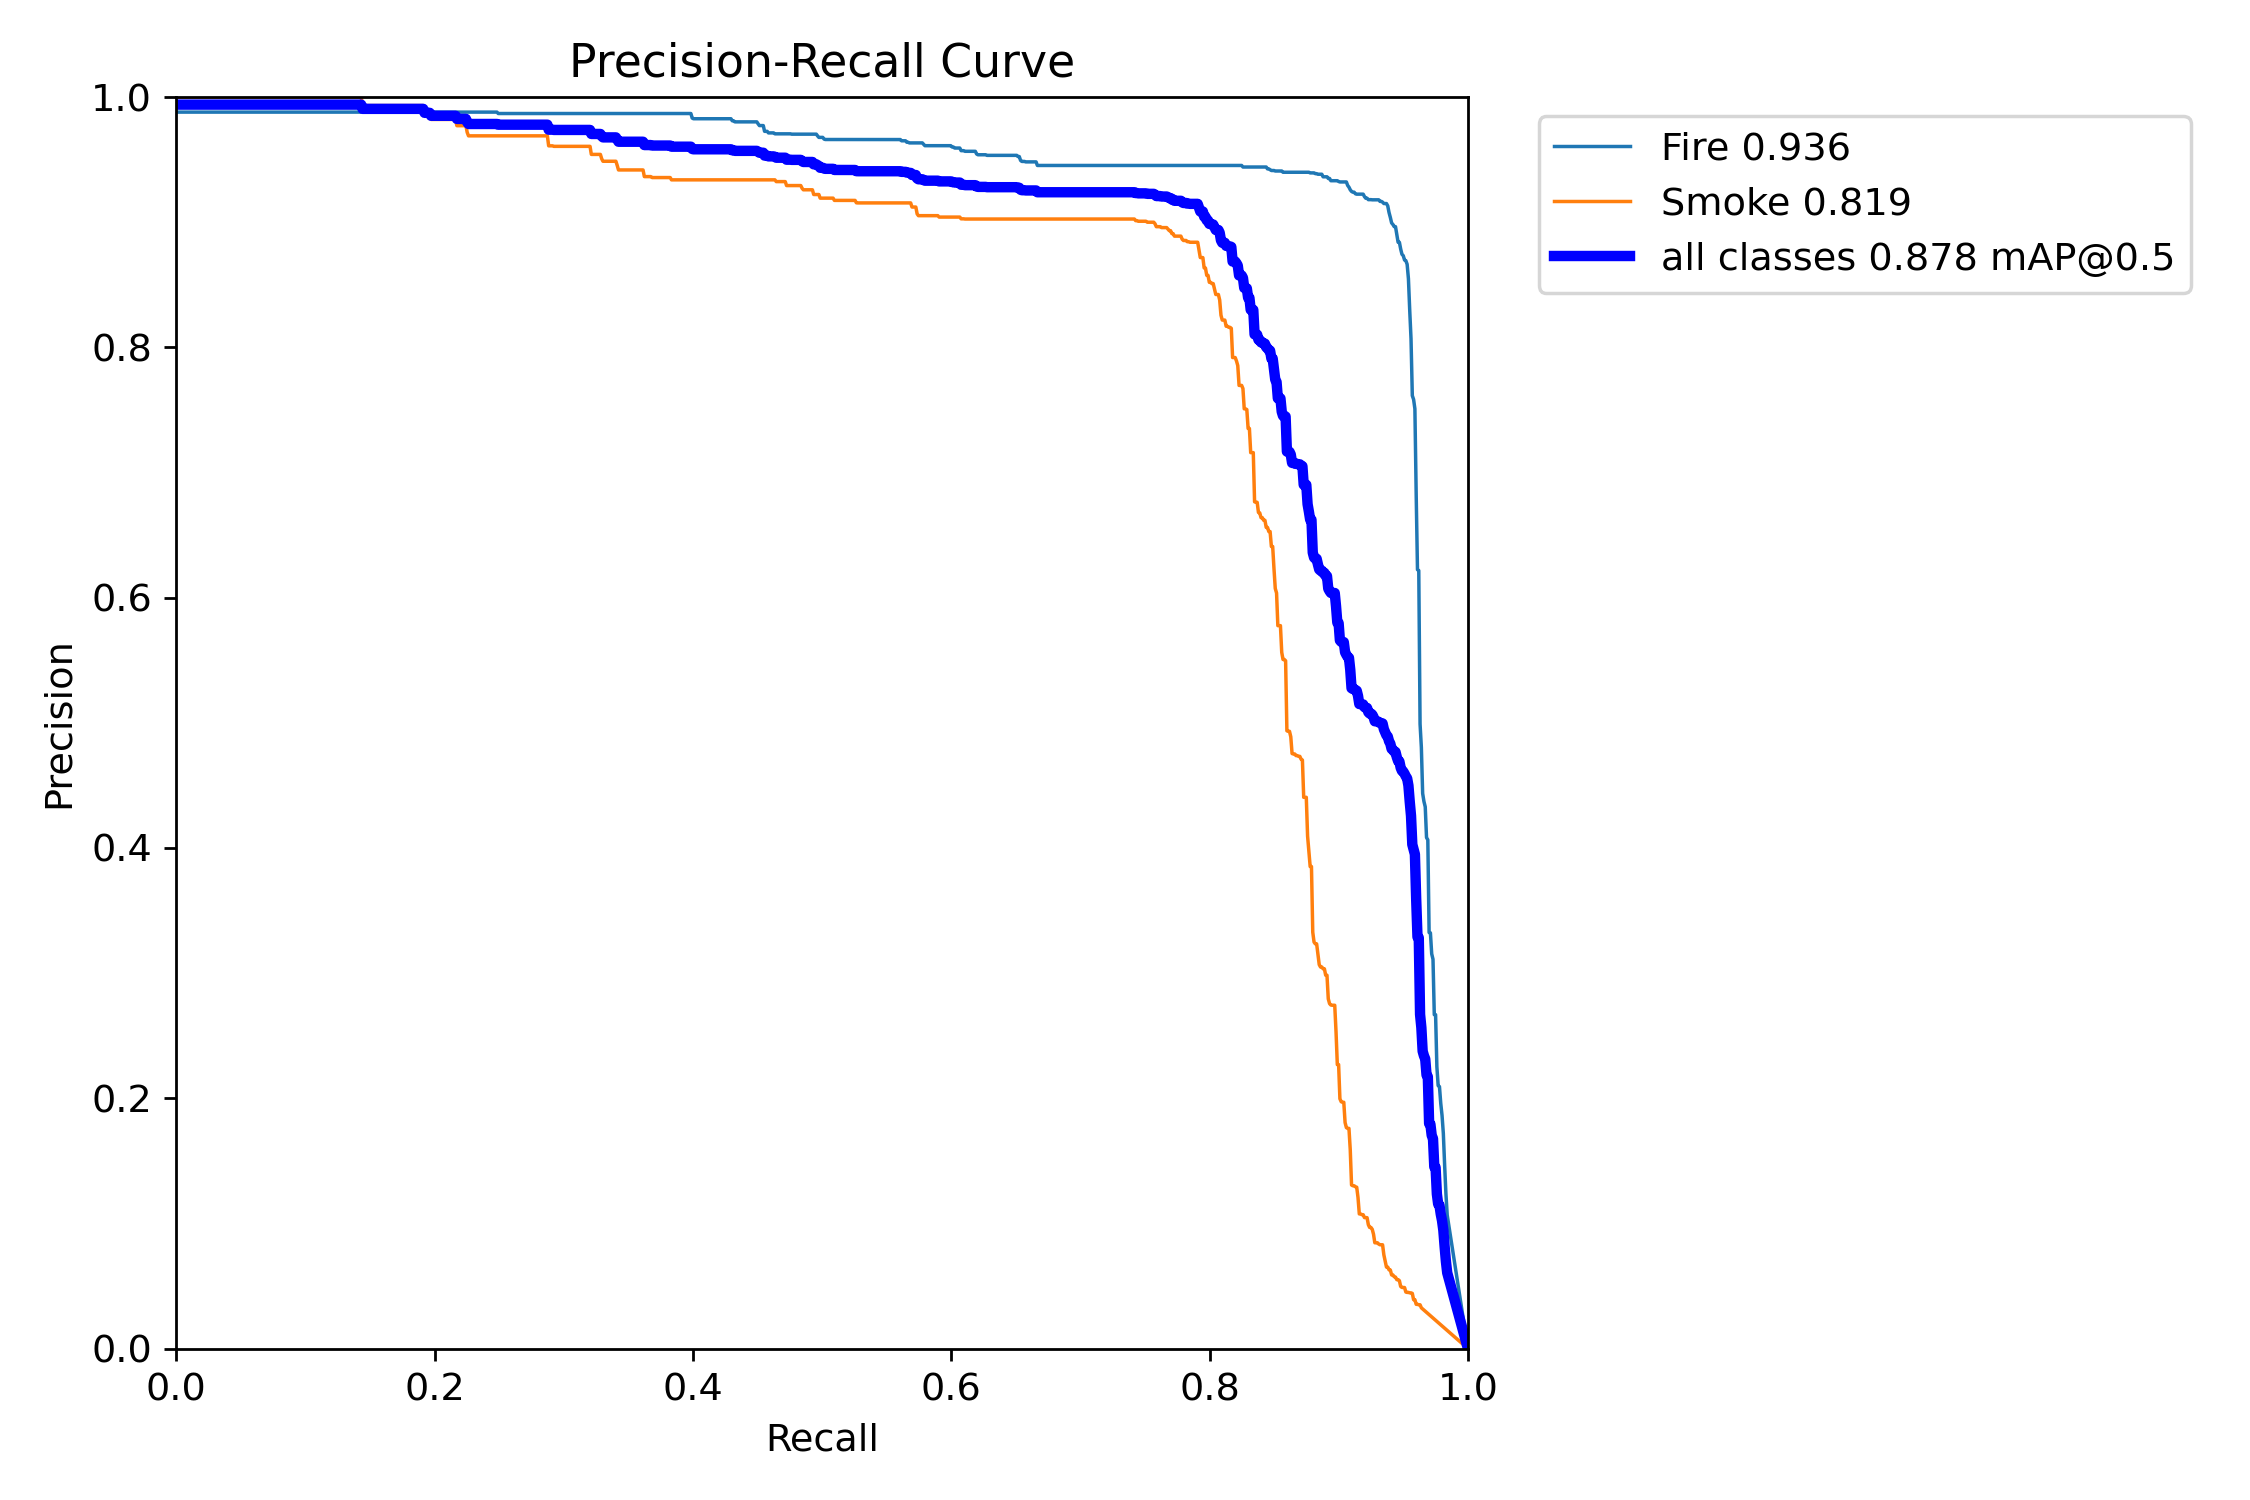 Precision-Recall Curve
1.0
0.8
0.6
0.4
0.2
0.0
Precision
0.0 0.2 0.4 0.6 0.8 1.0
Recall
Fire 0.936
Smoke 0.819
all classes 0.878 mAP@0.5